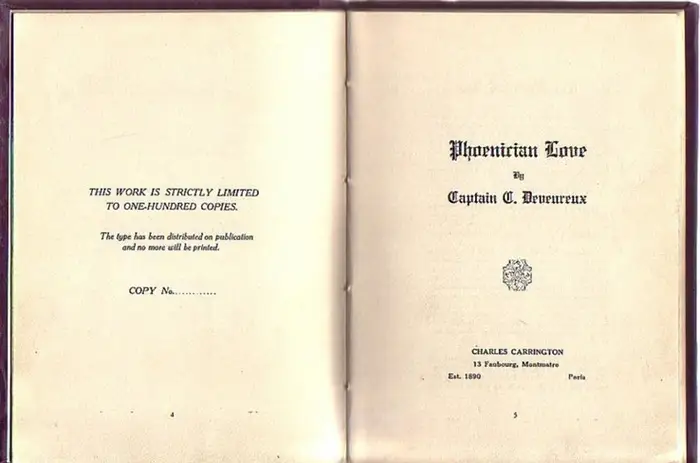 THIS WORK IS STRICTLY LIMITED
TO ONE-HUNDRED COPIES.
The type has been distributed on publication
and no more will be printed.
COPY No............
4
Phoenician Love
By
Captain C. Deveureux
CHARLES CARRINGTON
13 Faubourg, Montmatre
Est. 1890 Paris
5